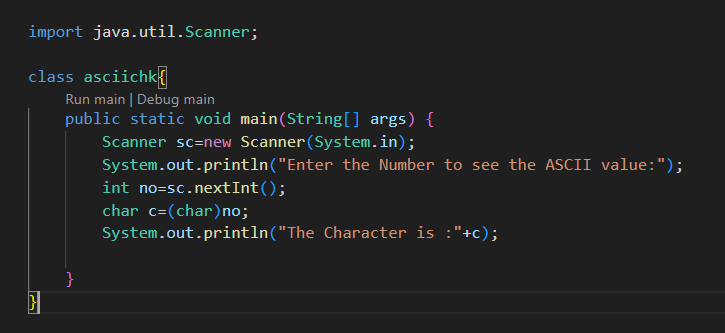 import java.util.Scanner;
class asciichk{
Run main | Debug main
public static void main(String[] args) {
Scanner sc=new Scanner(System.in);
System.out.println("Enter the Number to see the ASCII value:");
int no=sc.nextInt();
char c=(char)no;
System.out.println("The Character is :"+c);
}
}